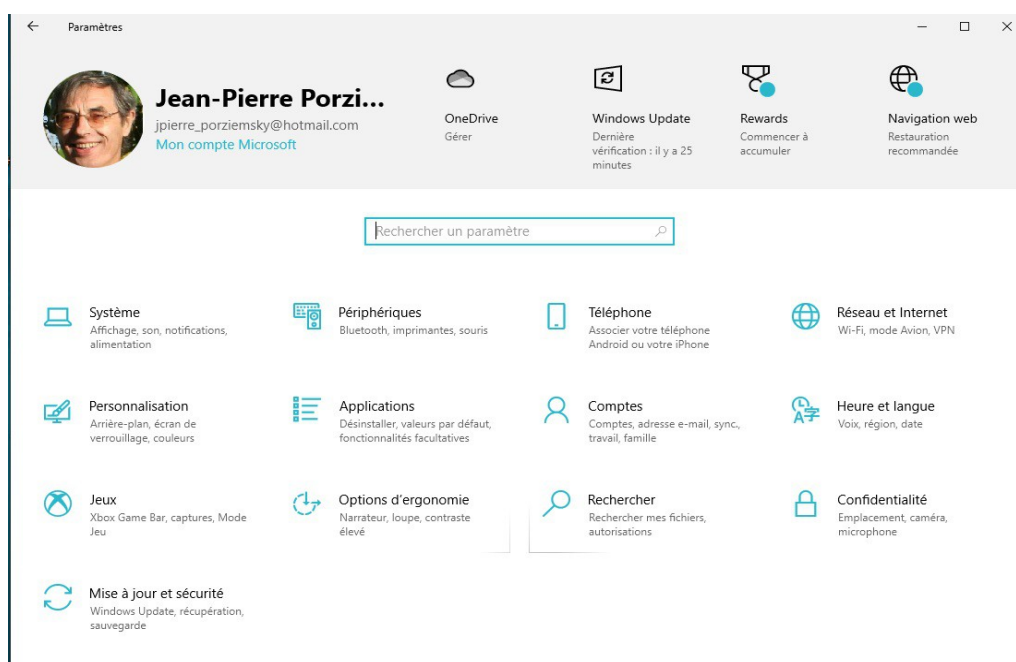 Paramètres
Jean-Pierre Porzi...
jpierre_porziemsky@hotmail.com
Mon compte Microsoft
OneDrive
Gérer
Windows Update
Dernière
vérification : il y a 25
minutes
Rewards
Commencer à
accumuler
Navigation web
Restauration
recommandée
Rechercher un paramètre
Système
Affichage, son, notifications,
alimentation
Périphériques
Bluetooth, imprimantes, souris
Téléphone
Associer votre téléphone
Android ou votre iPhone
Réseau et Internet
Wi-Fi, mode Avion, VPN
Personnalisation
Arrière-plan, écran de
verrouillage, couleurs
Applications
Désinstaller, valeurs par défaut,
fonctionnalités facultatives
Comptes
Comptes, adresse e-mail, sync.,
travail, famille
Heure et langue
Voix, région, date
Jeux
Xbox Game Bar, captures, Mode
Jeu
Options d'ergonomie
Narrateur, loupe, contraste
élevé
Rechercher
Rechercher mes fichiers,
autorisations
Confidentialité
Emplacement, caméra,
microphone
Mise à jour et sécurité
Windows Update, récupération,
sauvegarde